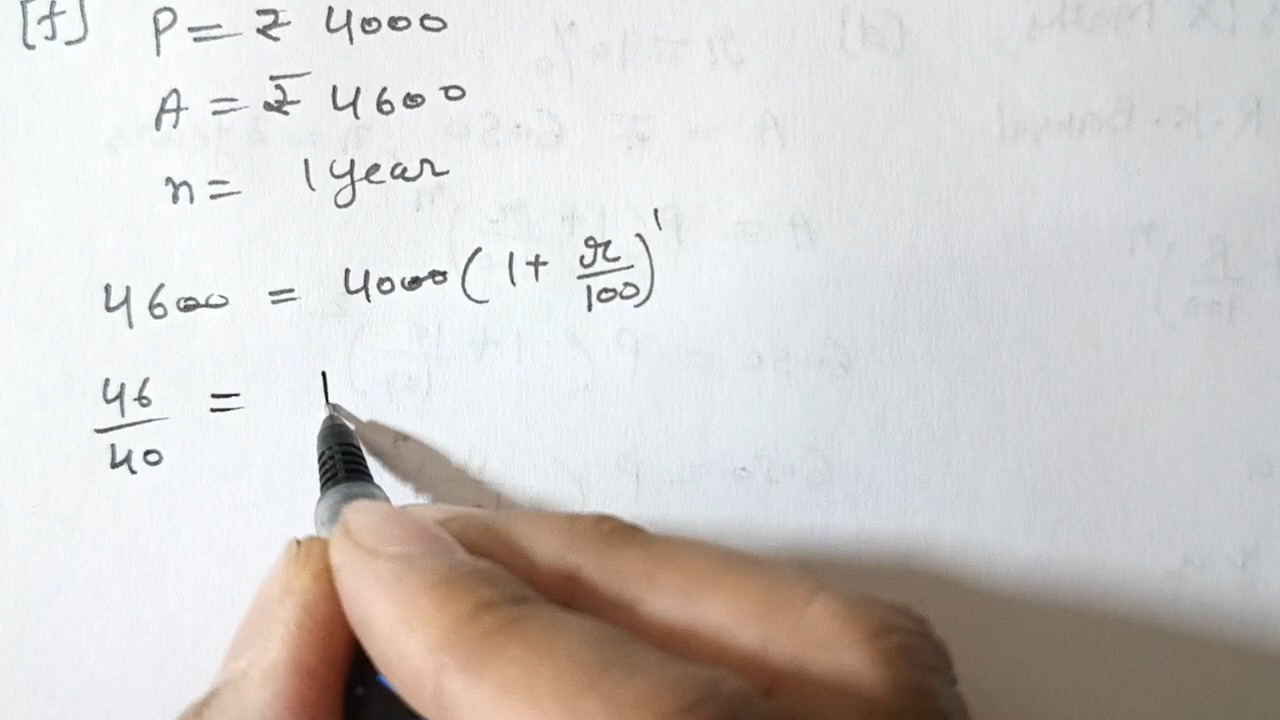 [f] P = ₹ 4000
A = ₹ 4600
n = 1 year
4600 = 4000 ( 1 + r/100 )^1
46/40 = 1